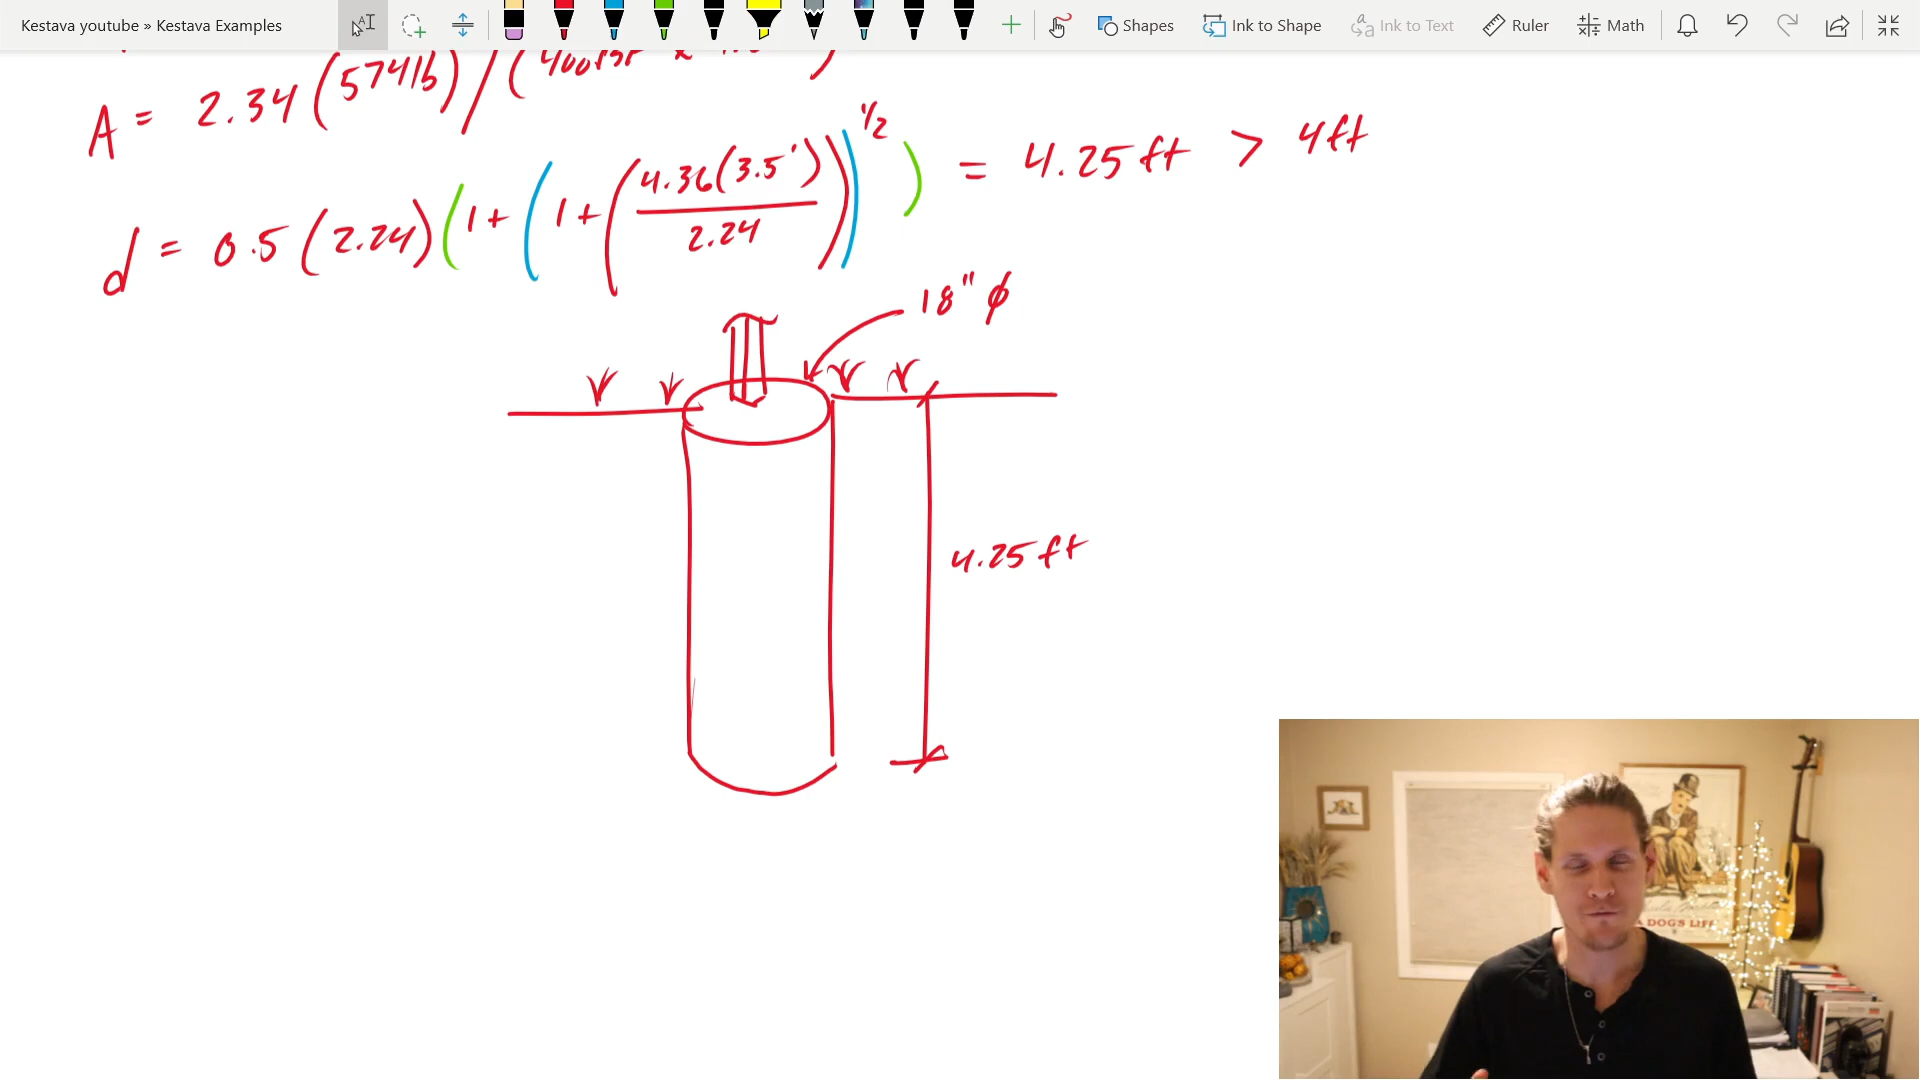 Kestava youtube » Kestava Examples
Shapes
Ink to Shape
Ink to Text
Ruler
Math
A = 2.34 (574lb) / (400psf x
d = 0.5 (2.24) (1 + (1 + (4.36(3.5') / 2.24))^1/2) = 4.25 ft > 4ft
18" ϕ
4.25 ft
A DOG'S LIFE